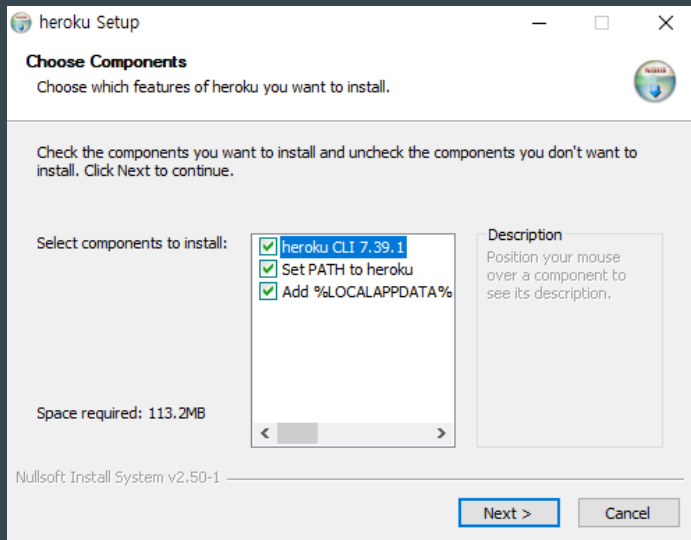 heroku Setup
Choose Components
Choose which features of heroku you want to install.
Check the components you want to install and uncheck the components you don't want to
install. Click Next to continue.
Select components to install:
heroku CLI 7.39.1
Set PATH to heroku
Add %LOCALAPPDATA%
Description
Position your mouse
over a component to
see its description.
Space required: 113.2MB
Nullsoft Install System v2.50-1
Next >
Cancel